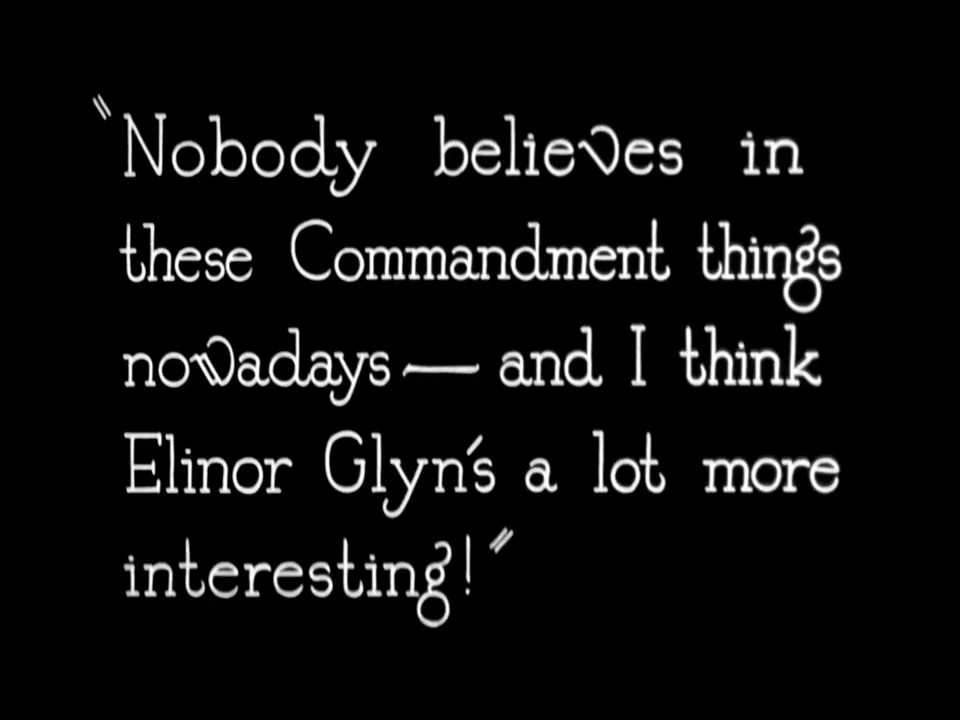 "Nobody believes in
these Commandment things
nowadays — and I think
Elinor Glyn's a lot more
interesting!"